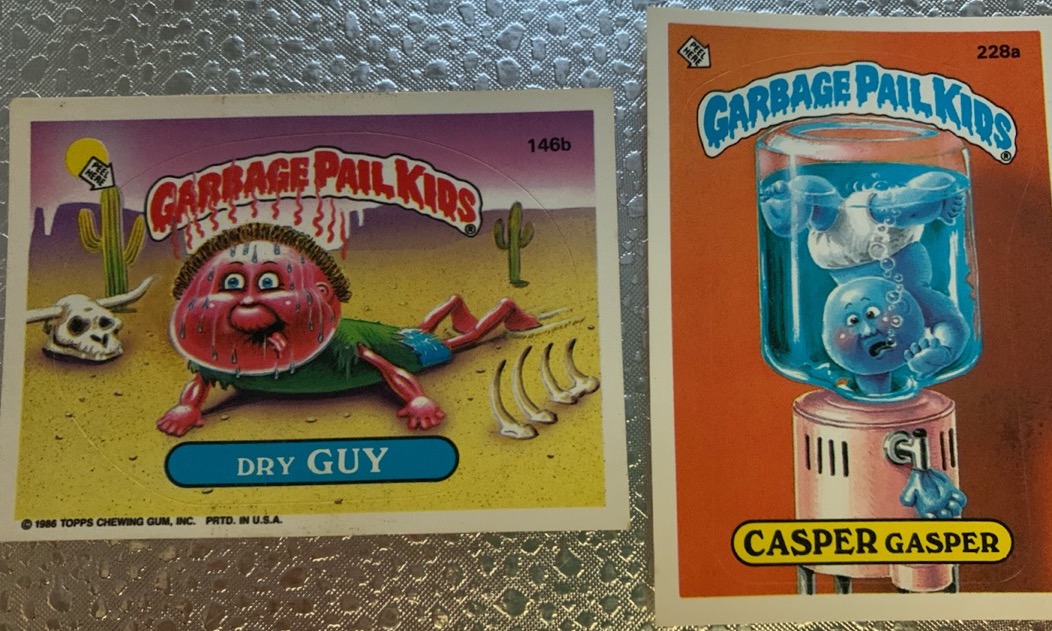 146b
PEEL HERE
GARBAGE PAIL KIDS®
DRY GUY
© 1986 TOPPS CHEWING GUM, INC. PRTD. IN U.S.A.
PEEL HERE
228a
GARBAGE PAIL KIDS®
CASPER GASPER